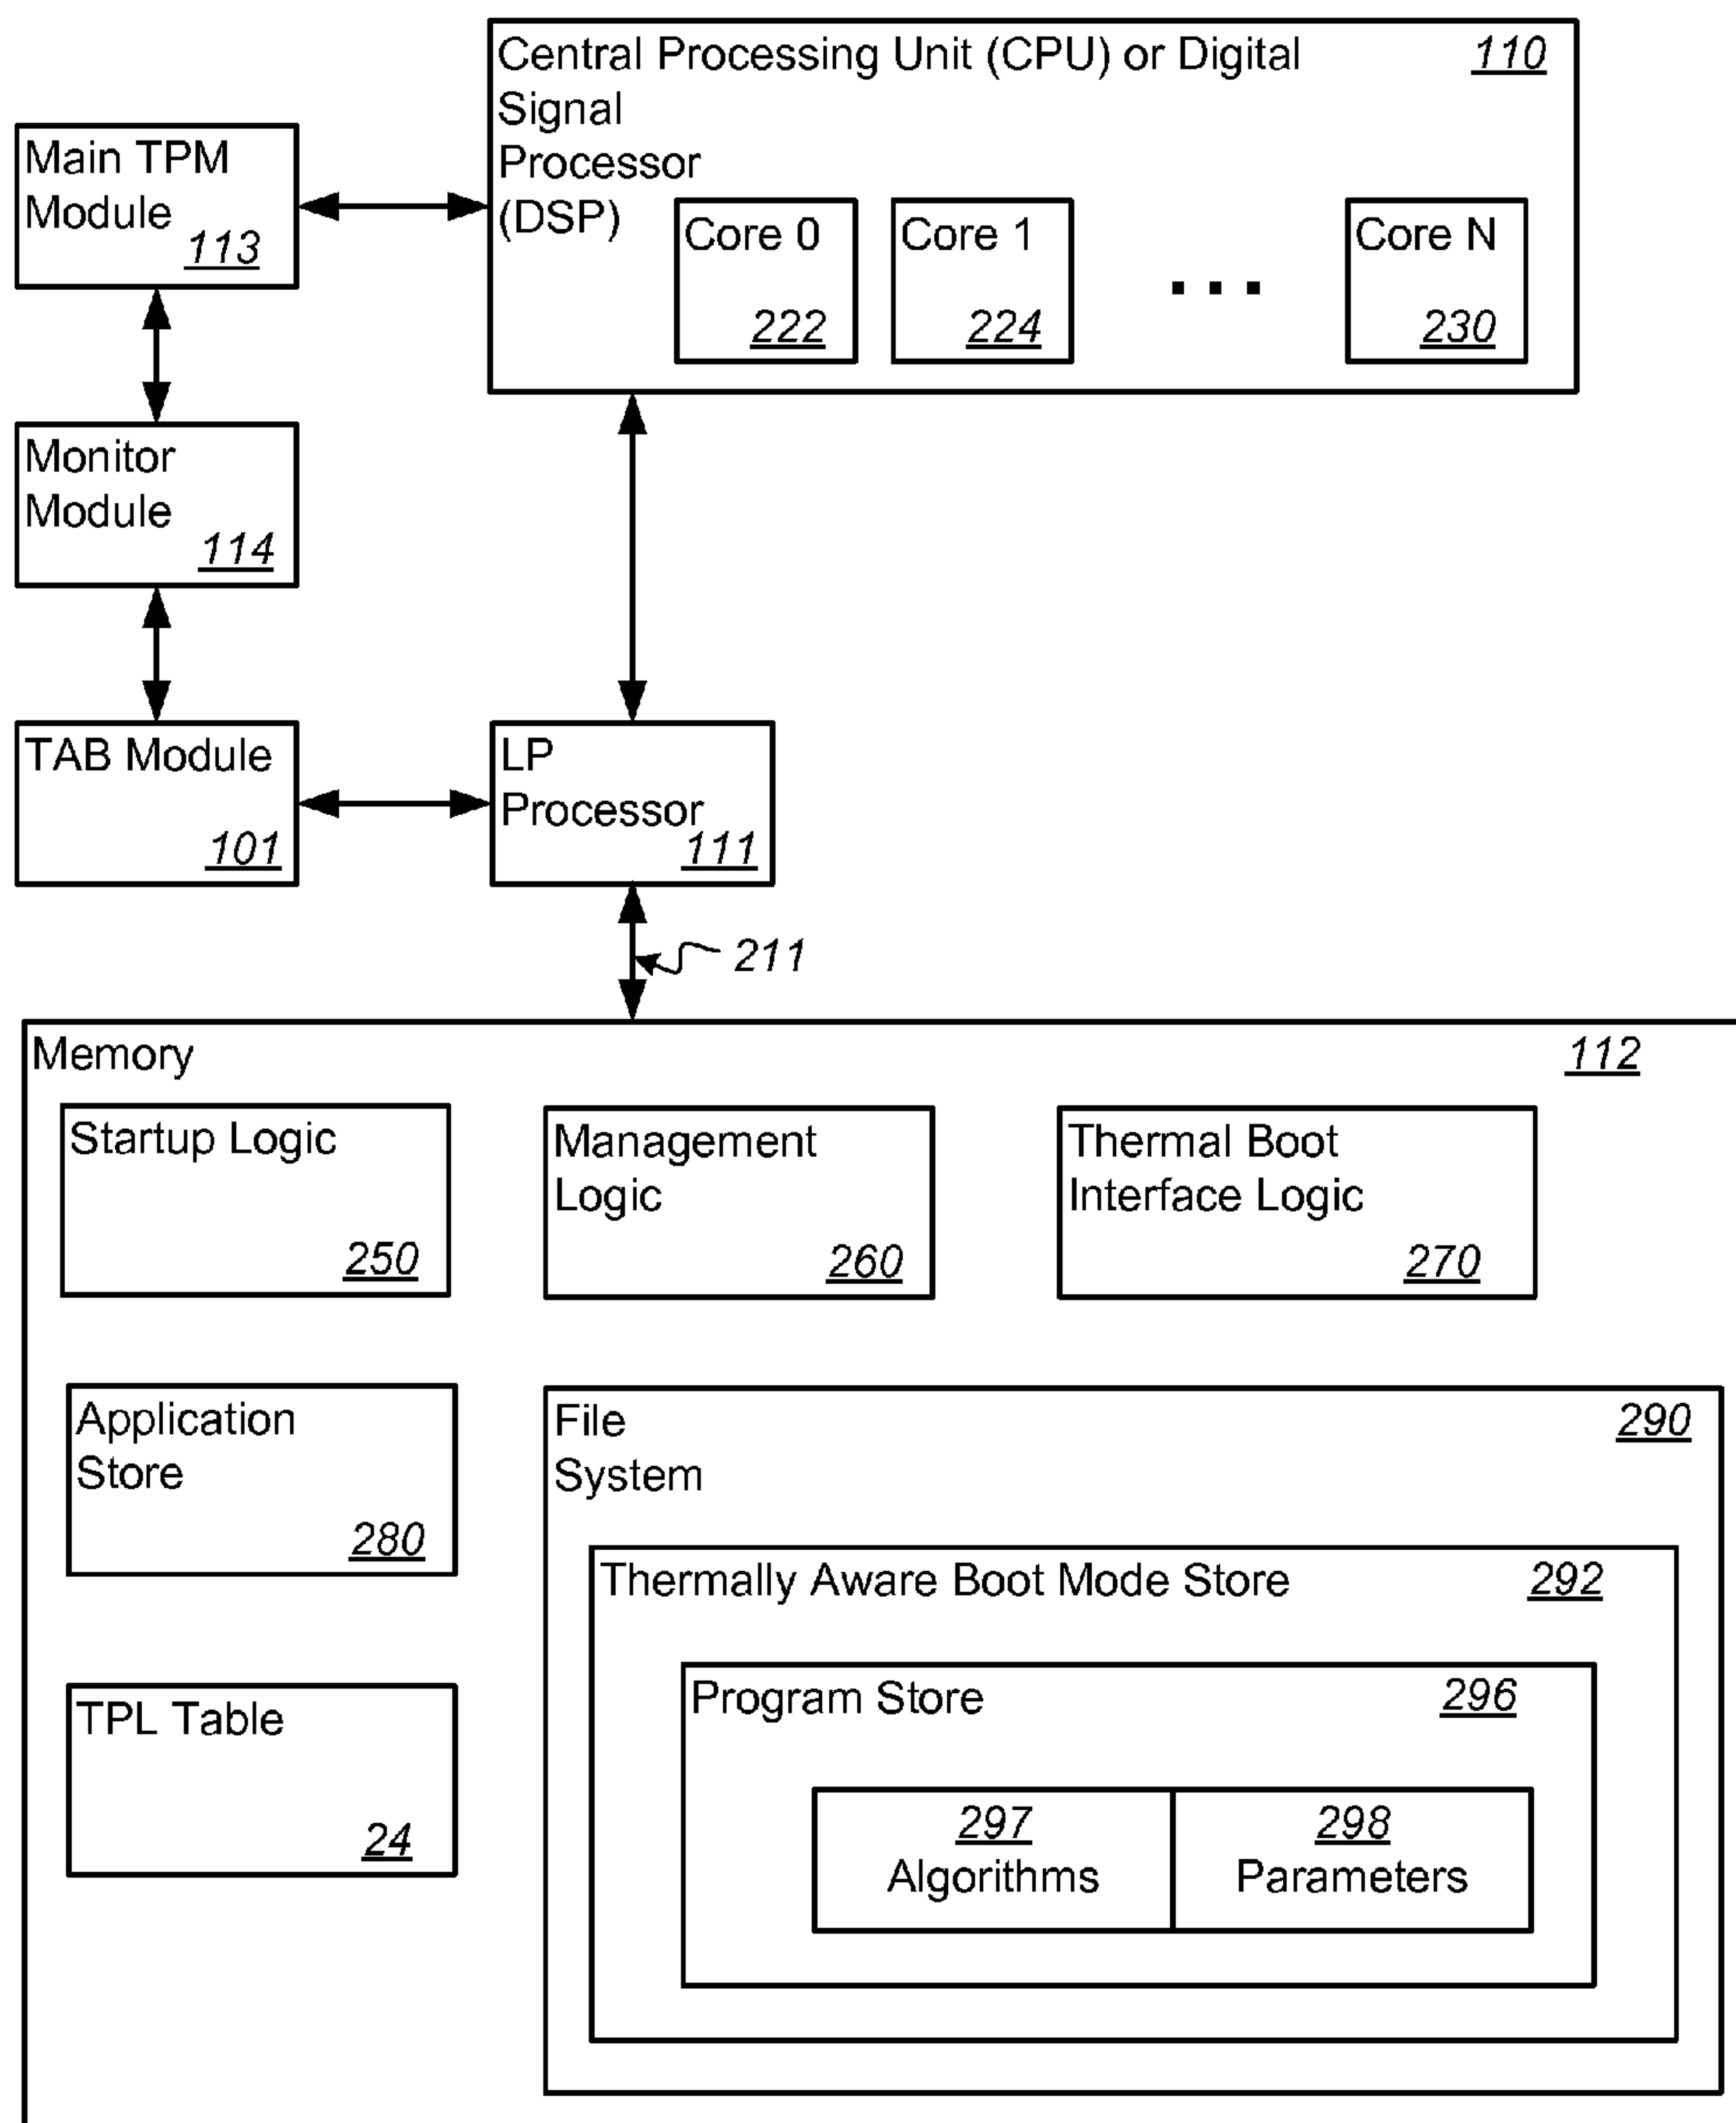 Central Processing Unit (CPU) or Digital 110
Signal
Processor
(DSP)
Core 0
222
Core 1
224
...
Core N
230
Main TPM
Module
113
Monitor
Module
114
TAB Module
101
LP
Processor
111
211
Memory 112
Startup Logic
250
Management
Logic
260
Thermal Boot
Interface Logic
270
Application
Store
280
TPL Table
24
File 290
System
Thermally Aware Boot Mode Store 292
Program Store 296
297
Algorithms
298
Parameters